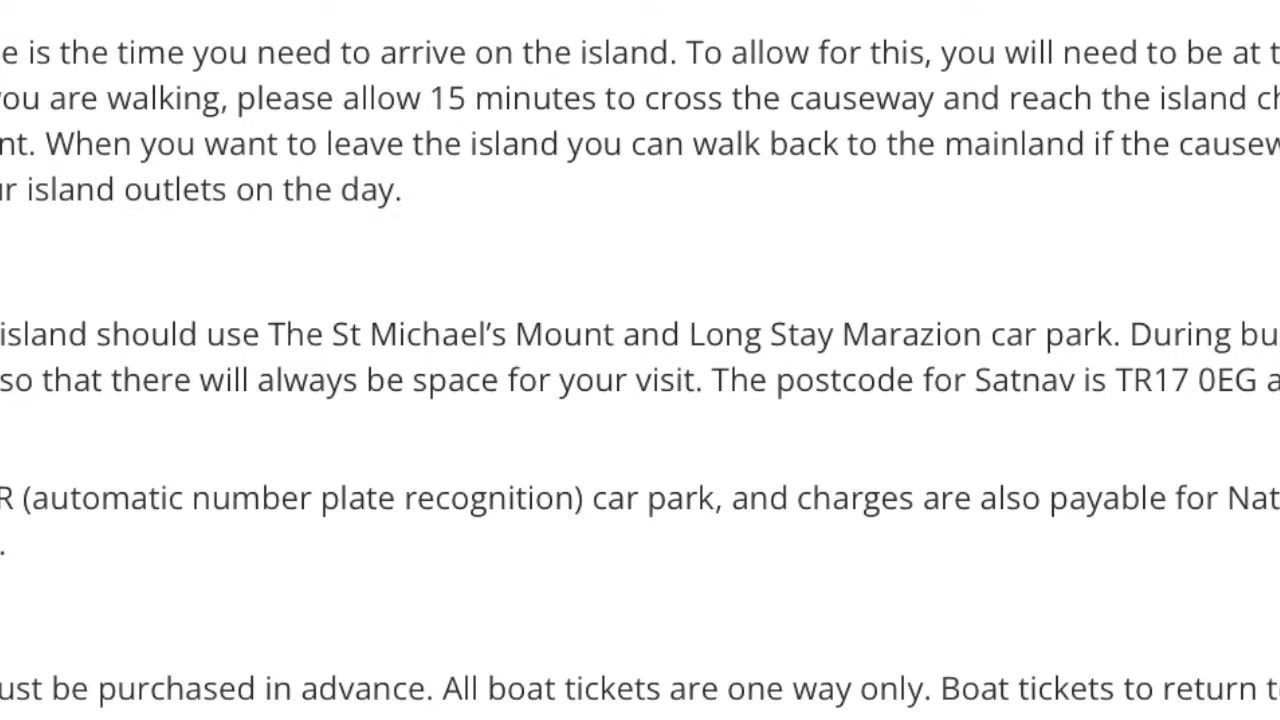 e is the time you need to arrive on the island. To allow for this, you will need to be at t
you are walking, please allow 15 minutes to cross the causeway and reach the island ch
nt. When you want to leave the island you can walk back to the mainland if the causew
ur island outlets on the day.
island should use The St Michael’s Mount and Long Stay Marazion car park. During bu
so that there will always be space for your visit. The postcode for Satnav is TR17 0EG a
R (automatic number plate recognition) car park, and charges are also payable for Nat
.
ust be purchased in advance. All boat tickets are one way only. Boat tickets to return to